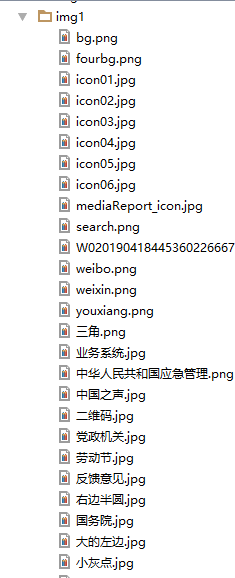 img1
bg.png
fourbg.png
icon01.jpg
icon02.jpg
icon03.jpg
icon04.jpg
icon05.jpg
icon06.jpg
mediaReport_icon.jpg
search.png
W020190418445360226667
weibo.png
weixin.png
youxiang.png
三角.png
业务系统.jpg
中华人民共和国应急管理.png
中国之声.jpg
二维码.jpg
党政机关.jpg
劳动节.jpg
反馈意见.jpg
右边半圆.jpg
国务院.jpg
大的左边.jpg
小灰点.jpg